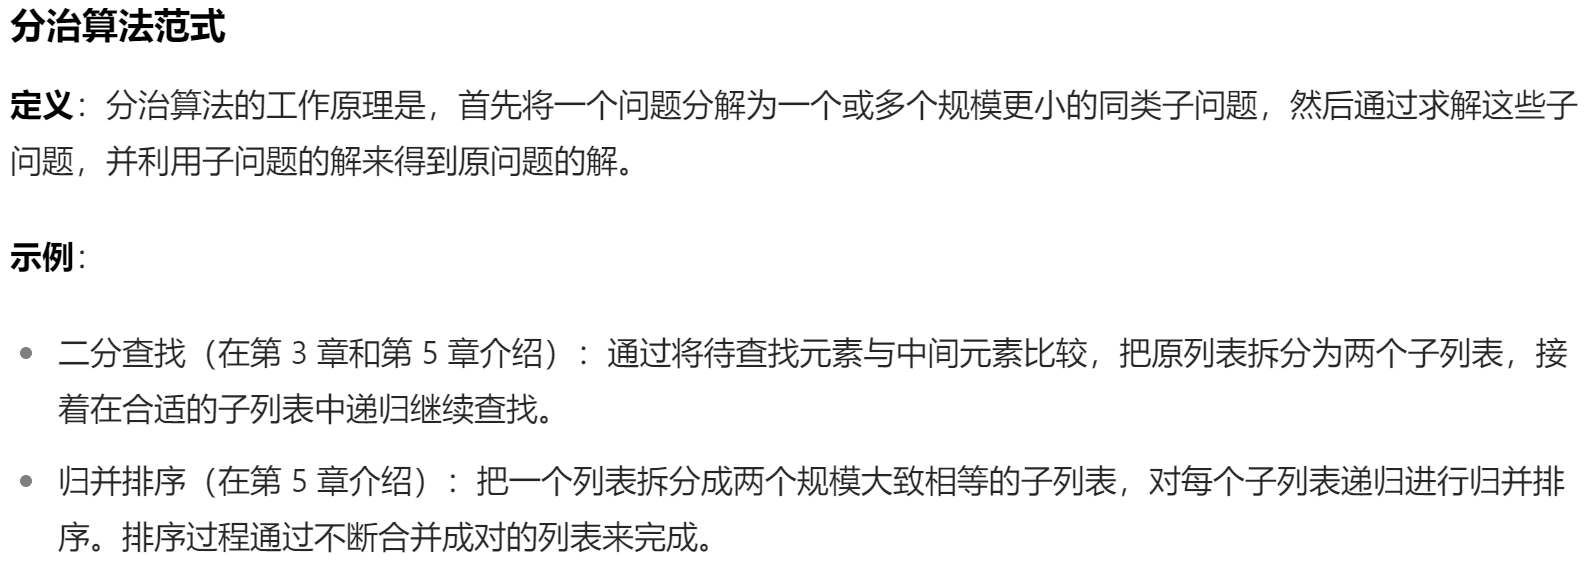 分治算法范式
定义：分治算法的工作原理是，首先将一个问题分解为一个或多个规模更小的同类子问题，然后通过求解这些子
问题，并利用子问题的解来得到原问题的解。
示例：
• 二分查找（在第 3 章和第 5 章介绍）：通过将待查找元素与中间元素比较，把原列表拆分为两个子列表，接
着在合适的子列表中递归继续查找。
• 归并排序（在第 5 章介绍）：把一个列表拆分成两个规模大致相等的子列表，对每个子列表递归进行归并排
序。排序过程通过不断合并成对的列表来完成。